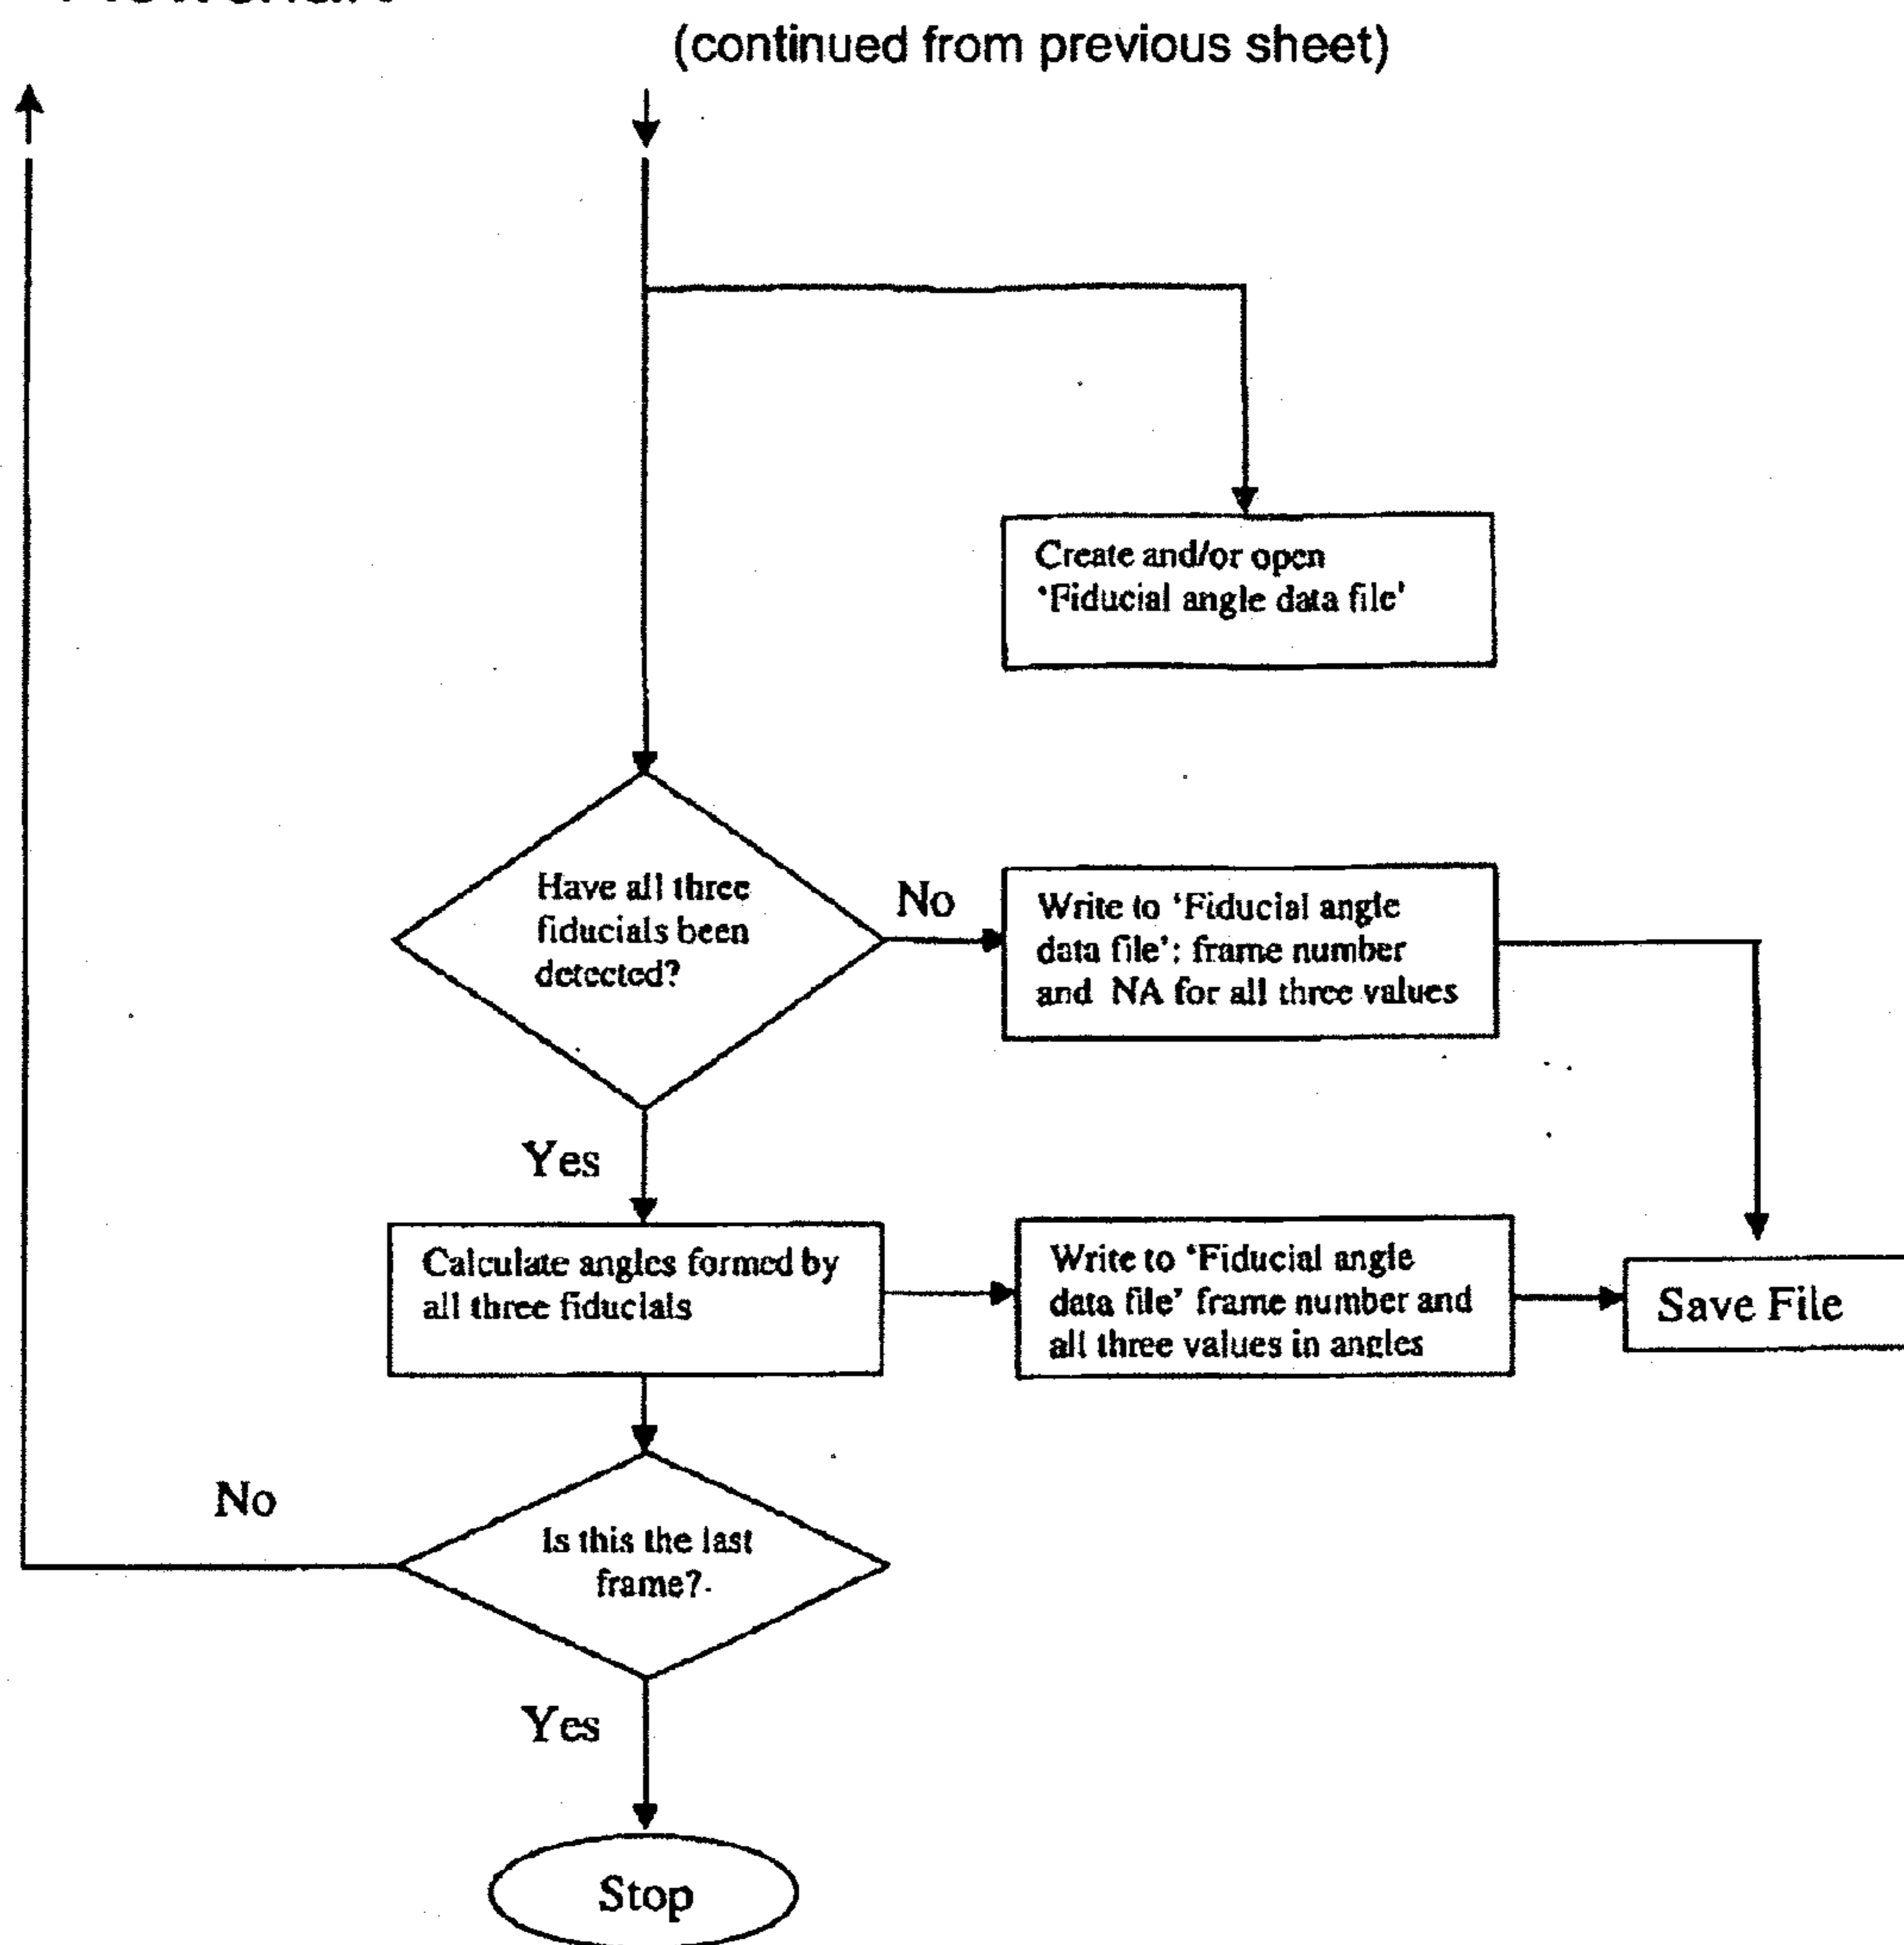 (continued from previous sheet)
Create and/or open
‘Fiducial angle data file’
Have all three
fiducials been
detected?
No
Write to ‘Fiducial angle
data file’: frame number
and NA for all three values
Yes
Calculate angles formed by
all three fiducials
Write to ‘Fiducial angle
data file’ frame number and
all three values in angles
Save File
No
Is this the last
frame?
Yes
Stop